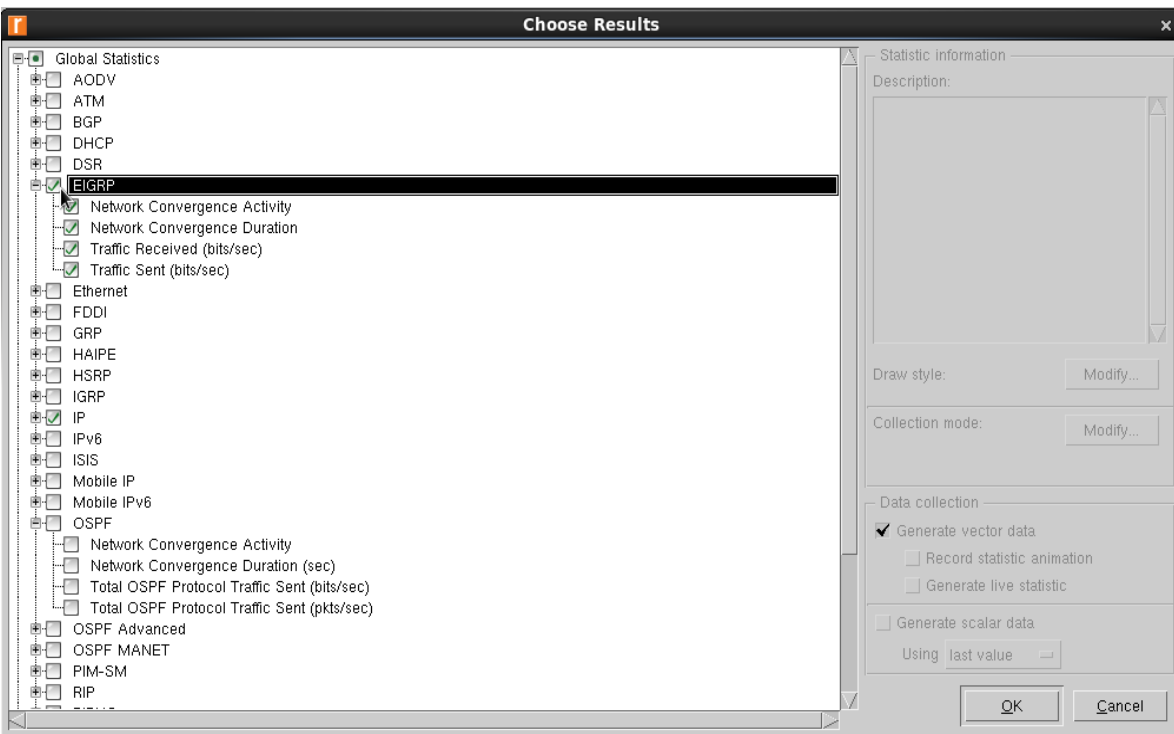 Choose Results
Global Statistics
AODV
ATM
BGP
DHCP
DSR
EIGRP
Network Convergence Activity
Network Convergence Duration
Traffic Received (bits/sec)
Traffic Sent (bits/sec)
Ethernet
FDDI
GRP
HAIPE
HSRP
IGRP
IP
IPv6
ISIS
Mobile IP
Mobile IPv6
OSPF
Network Convergence Activity
Network Convergence Duration (sec)
Total OSPF Protocol Traffic Sent (bits/sec)
Total OSPF Protocol Traffic Sent (pkts/sec)
OSPF Advanced
OSPF MANET
PIM-SM
RIP
Statistic information
Description:
Draw style: Modify...
Collection mode: Modify...
Data collection
Generate vector data
Record statistic animation
Generate live statistic
Generate scalar data
Using last value
OK Cancel